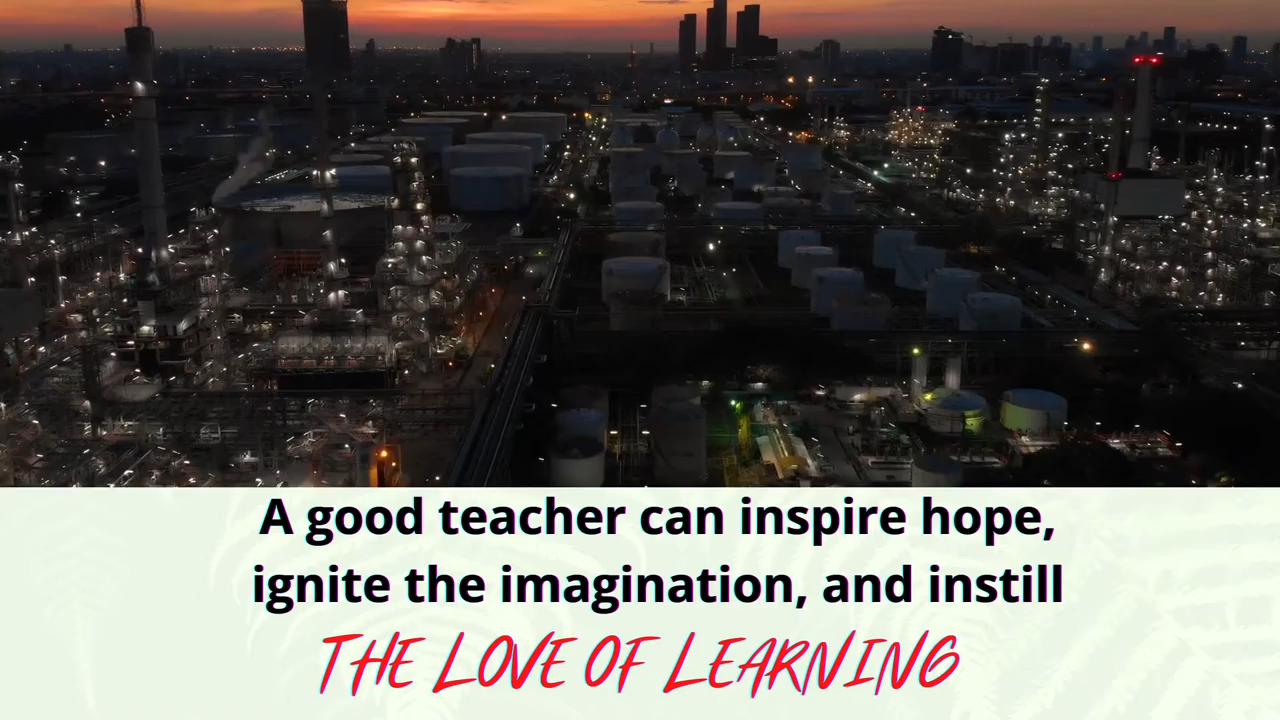 A good teacher can inspire hope,
ignite the imagination, and instill
THE LOVE OF LEARNING